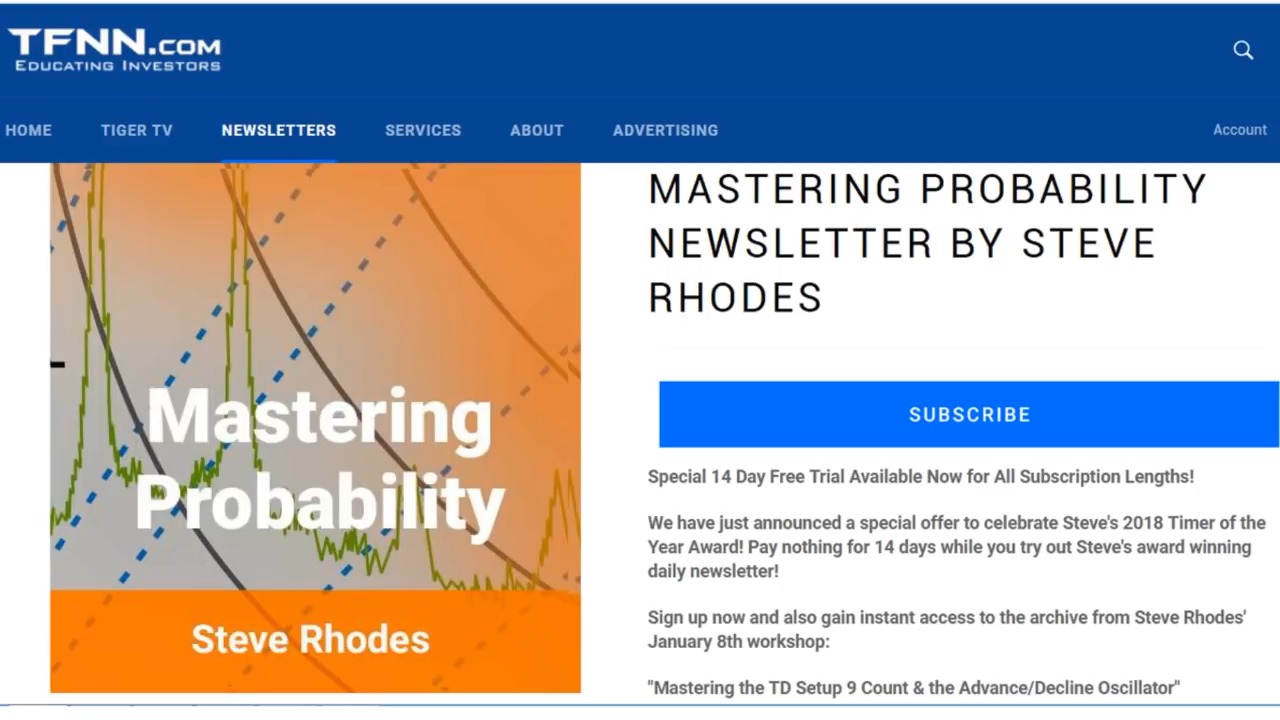 TFNN.COM
EDUCATING INVESTORS
HOME TIGER TV NEWSLETTERS SERVICES ABOUT ADVERTISING Account
Mastering
Probability
Steve Rhodes
MASTERING PROBABILITY
NEWSLETTER BY STEVE
RHODES
SUBSCRIBE
Special 14 Day Free Trial Available Now for All Subscription Lengths!
We have just announced a special offer to celebrate Steve's 2018 Timer of the
Year Award! Pay nothing for 14 days while you try out Steve's award winning
daily newsletter!
Sign up now and also gain instant access to the archive from Steve Rhodes'
January 8th workshop:
"Mastering the TD Setup 9 Count & the Advance/Decline Oscillator"